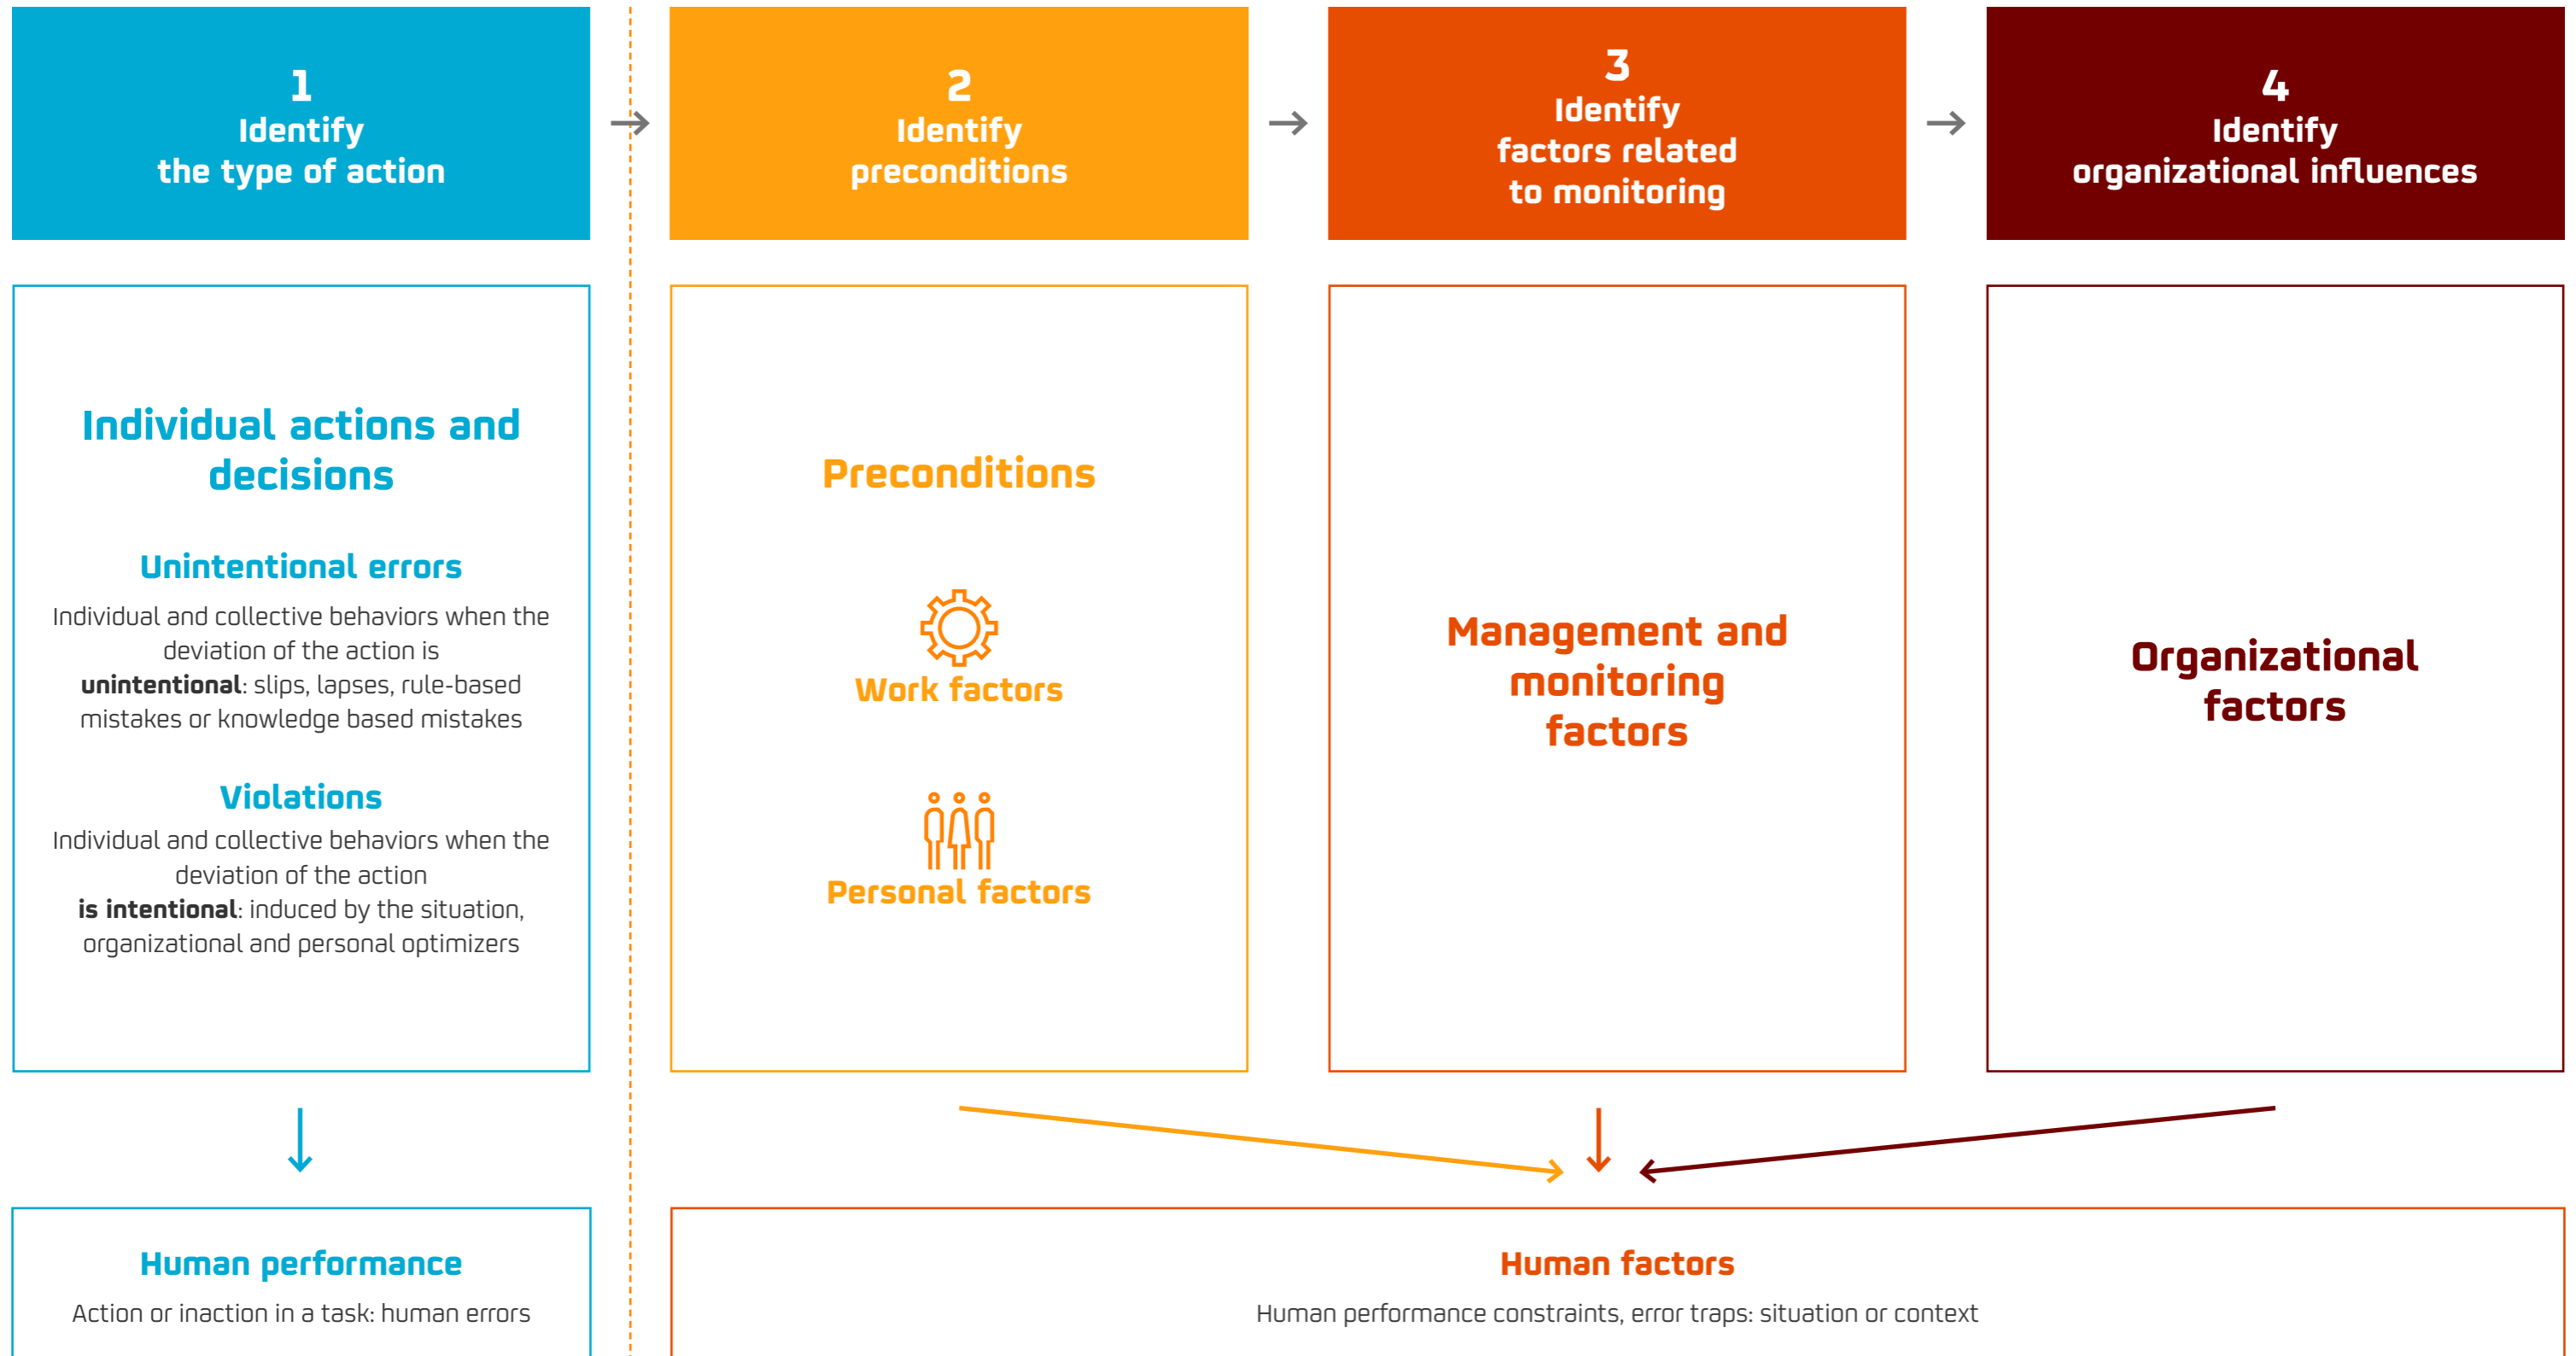 1
Identify
the type of action
2
Identify
preconditions
3
Identify
factors related
to monitoring
4
Identify
organizational influences
Individual actions and
decisions
Unintentional errors
Individual and collective behaviors when the
deviation of the action is
unintentional: slips, lapses, rule-based
mistakes or knowledge based mistakes
Violations
Individual and collective behaviors when the
deviation of the action
is intentional: induced by the situation,
organizational and personal optimizers
Preconditions
Work factors
Personal factors
Management and
monitoring
factors
Organizational
factors
Human performance
Action or inaction in a task: human errors
Human factors
Human performance constraints, error traps: situation or context